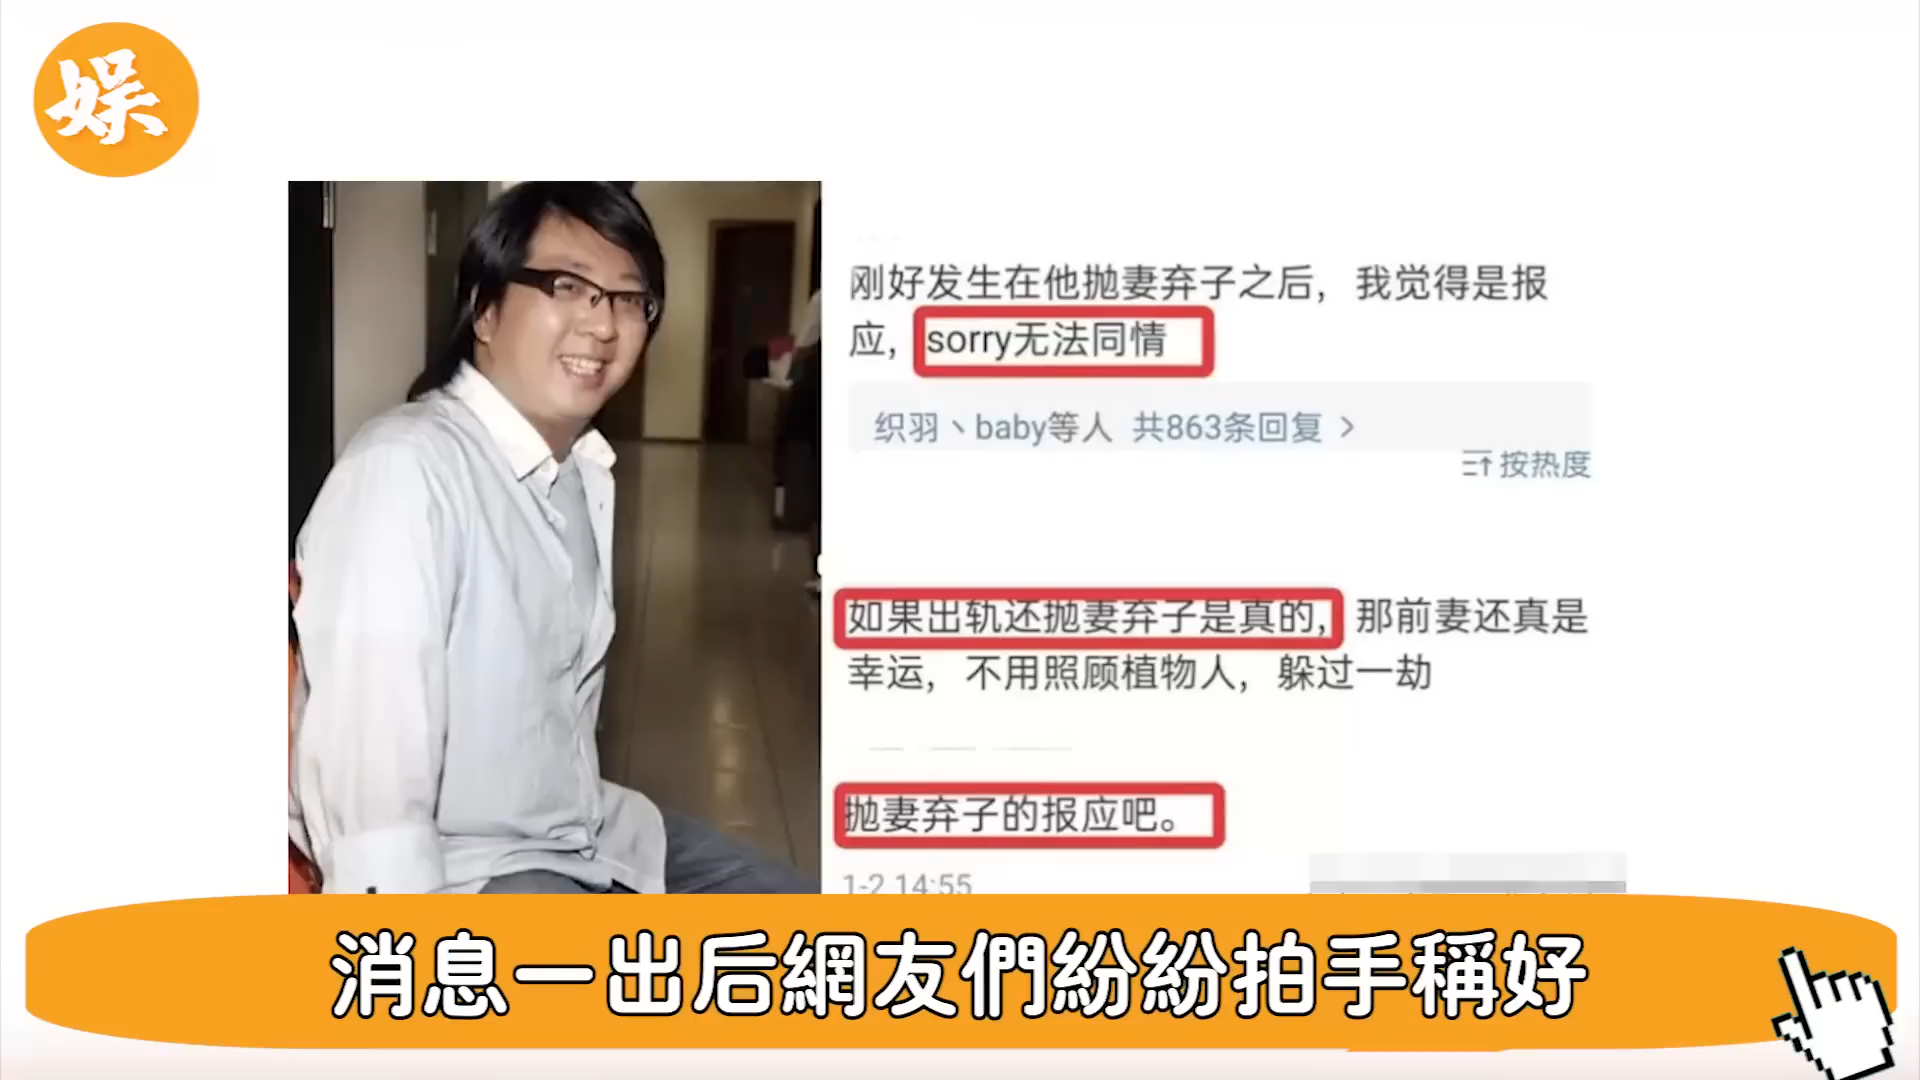 娱
刚好发生在他抛妻弃子之后，我觉得是报
应，sorry无法同情
织羽丶baby等人 共863条回复 >
按热度
如果出轨还抛妻弃子是真的，那前妻还真是
幸运，不用照顾植物人，躲过一劫
抛妻弃子的报应吧。
1-2 14:55
消息一出后網友們紛紛拍手稱好